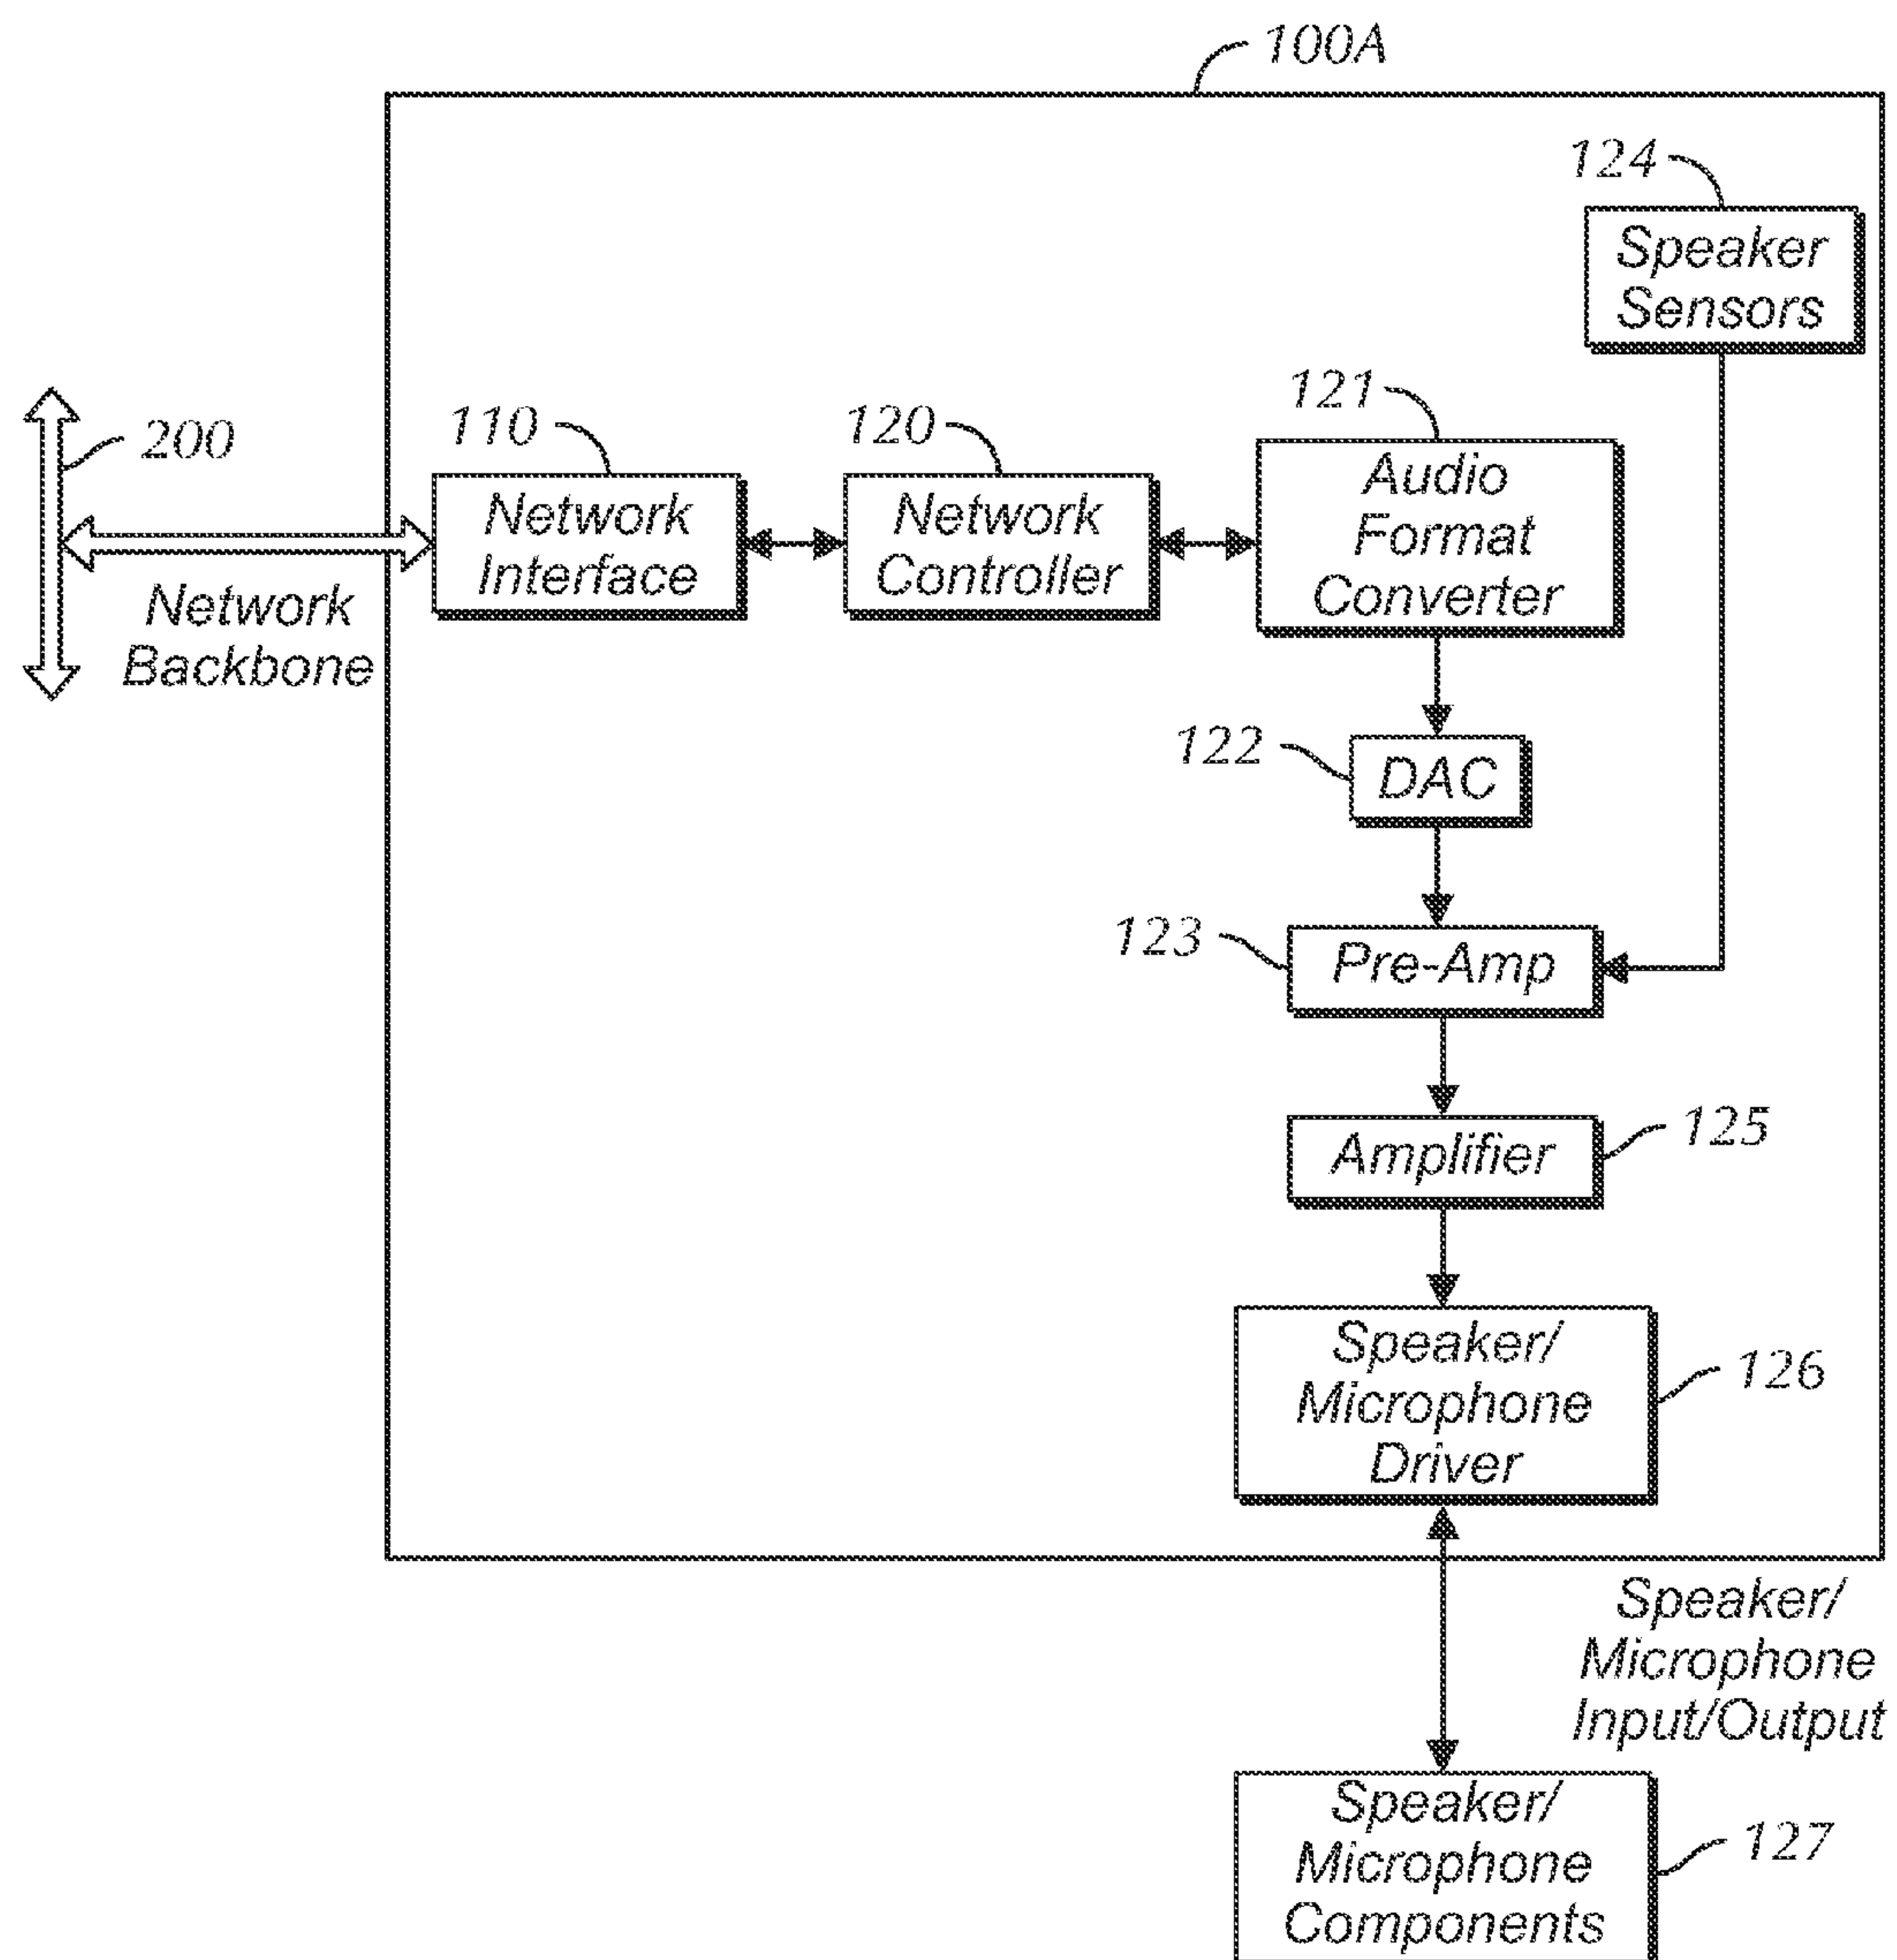 100A
124
Speaker
Sensors
200
110
120
121
Network
Interface
Network
Controller
Audio
Format
Converter
Network
Backbone
122
DAC
123
Pre-Amp
Amplifier
125
Speaker/
Microphone
Driver
126
Speaker/
Microphone
Input/Output
Speaker/
Microphone
Components
127